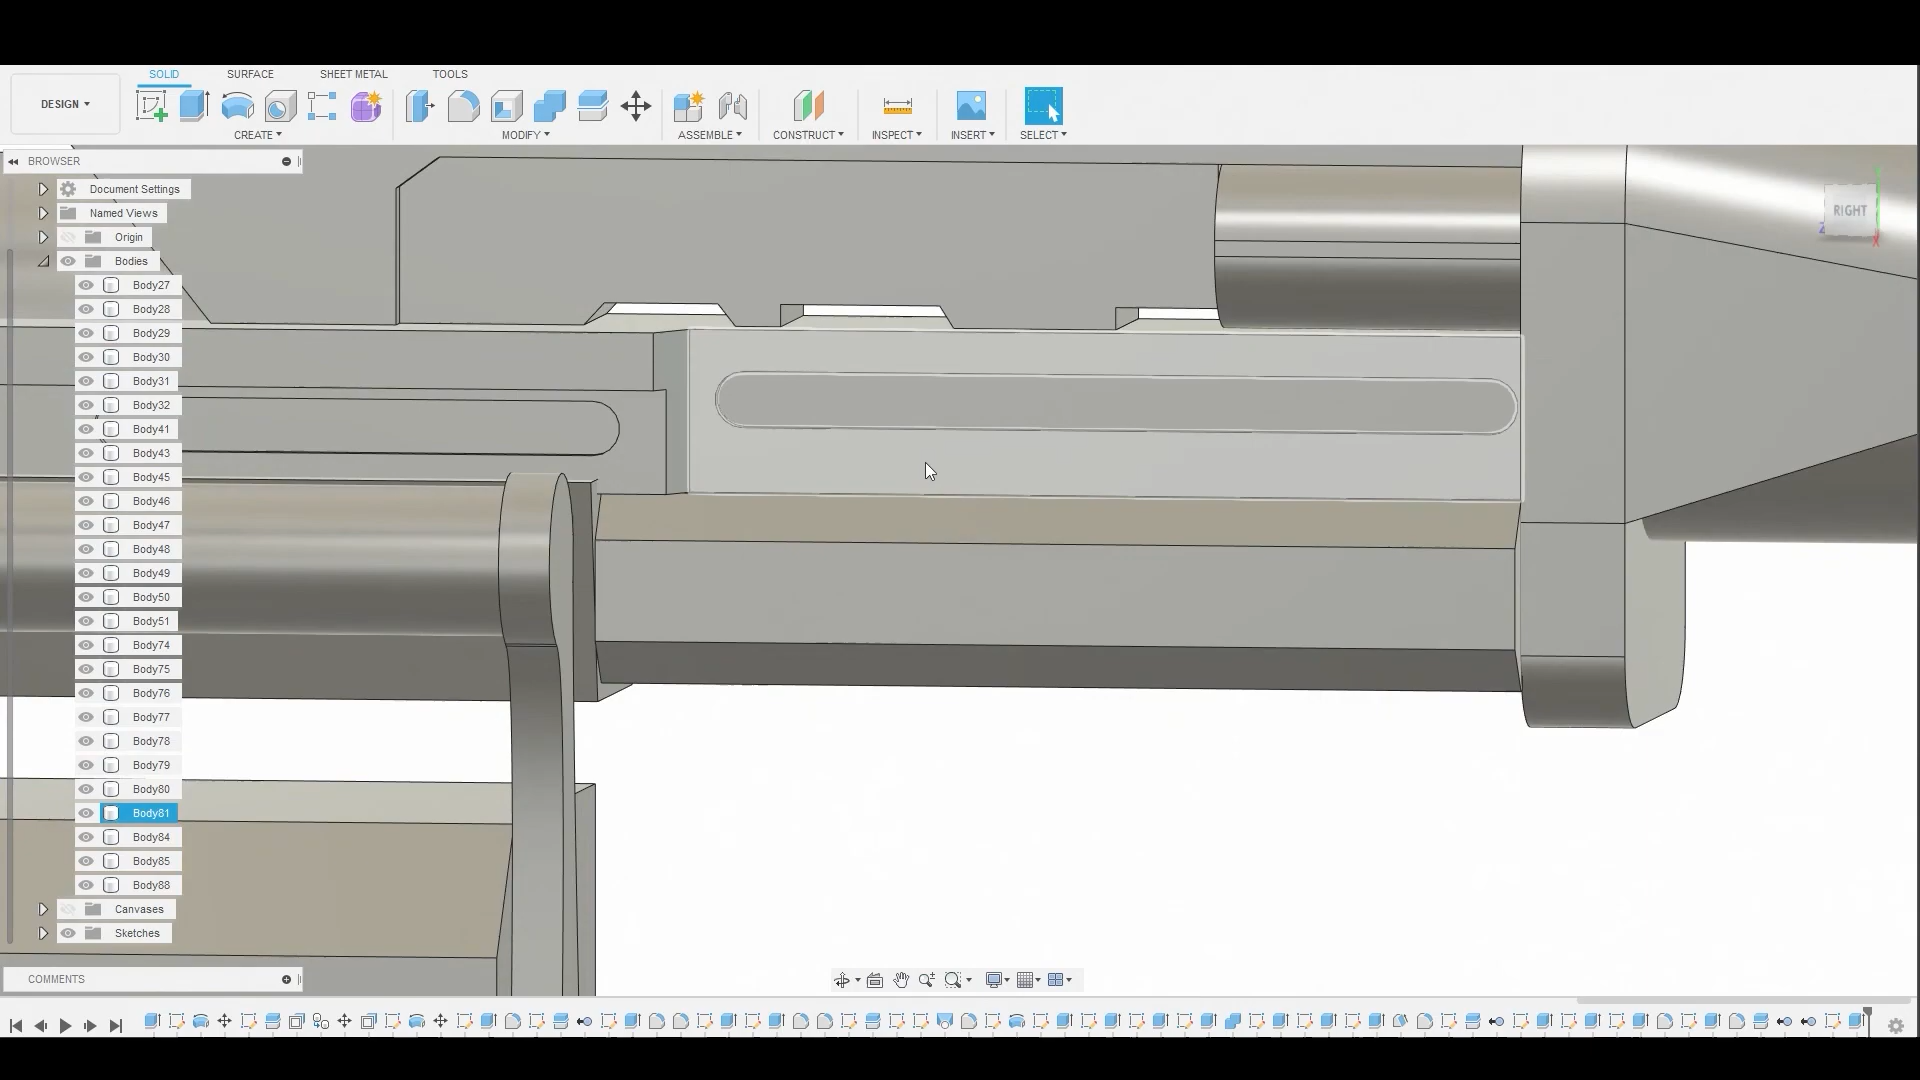 SOLID SURFACE SHEET METAL TOOLS
DESIGN
CREATE MODIFY ASSEMBLE CONSTRUCT INSPECT INSERT SELECT
BROWSER
Document Settings
Named Views
Origin
Bodies
Body27
Body28
Body29
Body30
Body31
Body32
Body41
Body43
Body45
Body46
Body47
Body48
Body49
Body50
Body51
Body74
Body75
Body76
Body77
Body78
Body79
Body80
Body81
Body84
Body85
Body88
Canvases
Sketches
COMMENTS
RIGHT
Z
X